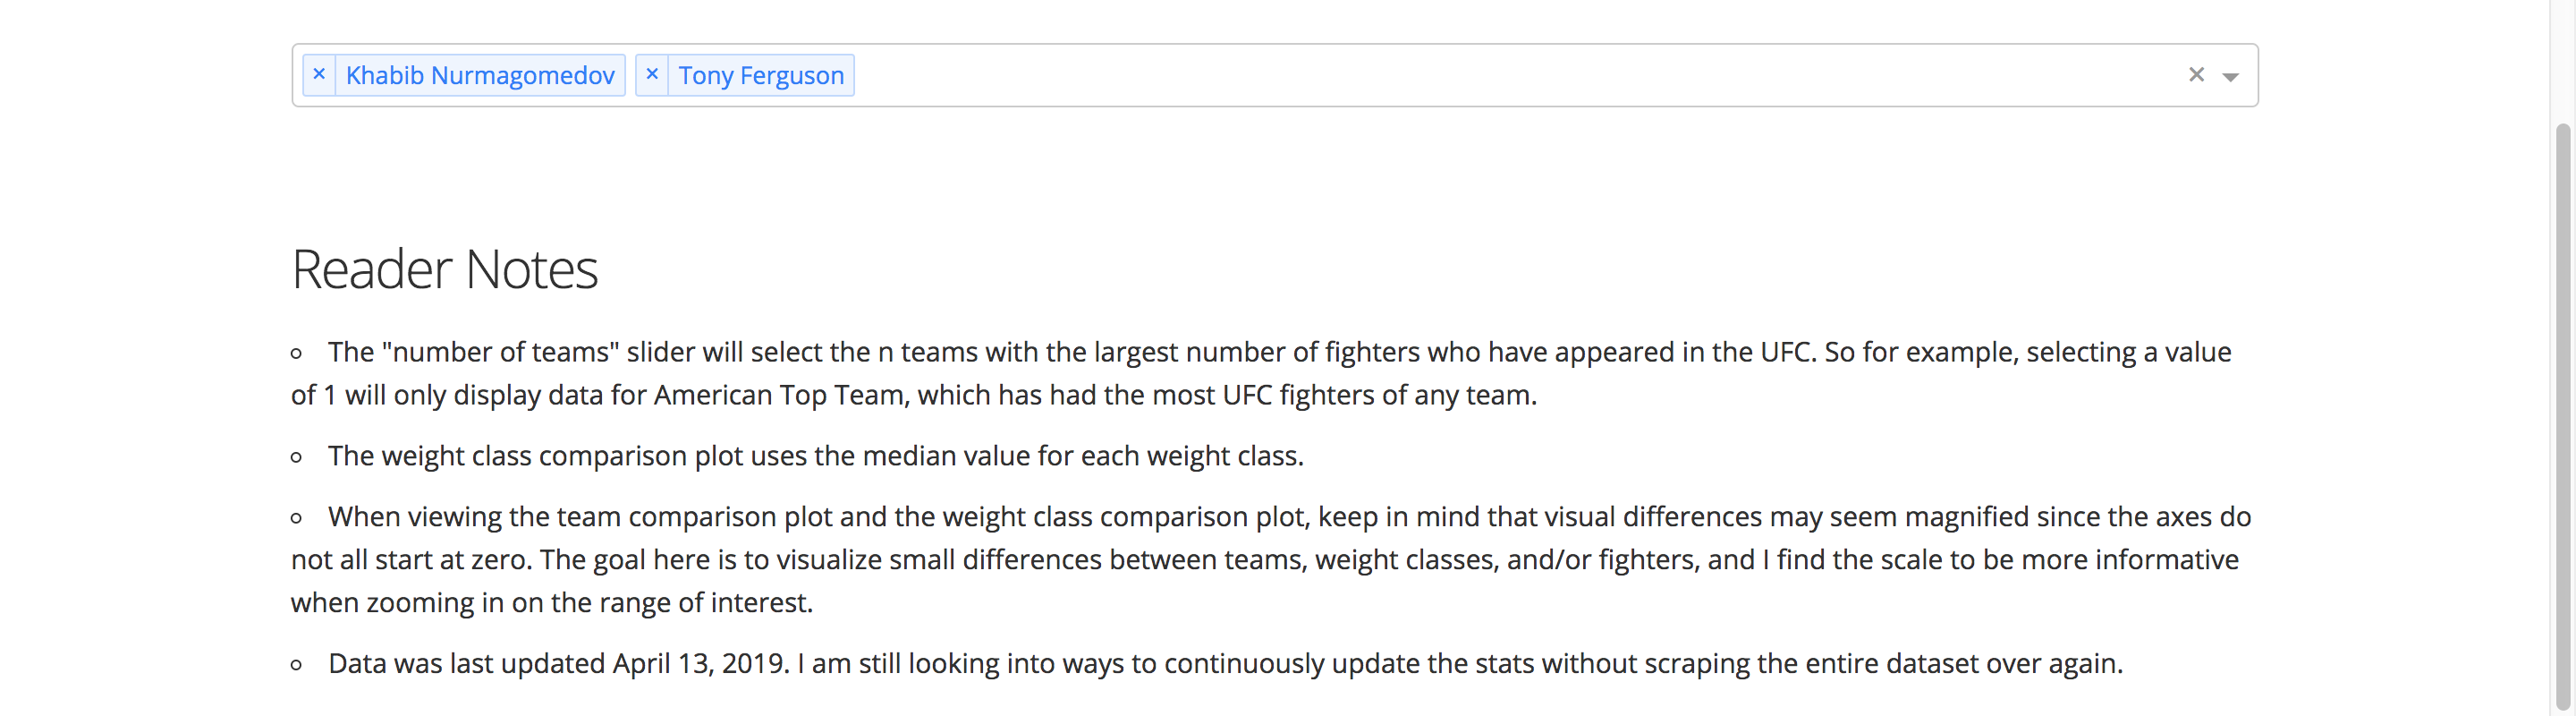 × Khabib Nurmagomedov × Tony Ferguson ×
Reader Notes
The "number of teams" slider will select the n teams with the largest number of fighters who have appeared in the UFC. So for example, selecting a value
of 1 will only display data for American Top Team, which has had the most UFC fighters of any team.
The weight class comparison plot uses the median value for each weight class.
When viewing the team comparison plot and the weight class comparison plot, keep in mind that visual differences may seem magnified since the axes do
not all start at zero. The goal here is to visualize small differences between teams, weight classes, and/or fighters, and I find the scale to be more informative
when zooming in on the range of interest.
Data was last updated April 13, 2019. I am still looking into ways to continuously update the stats without scraping the entire dataset over again.